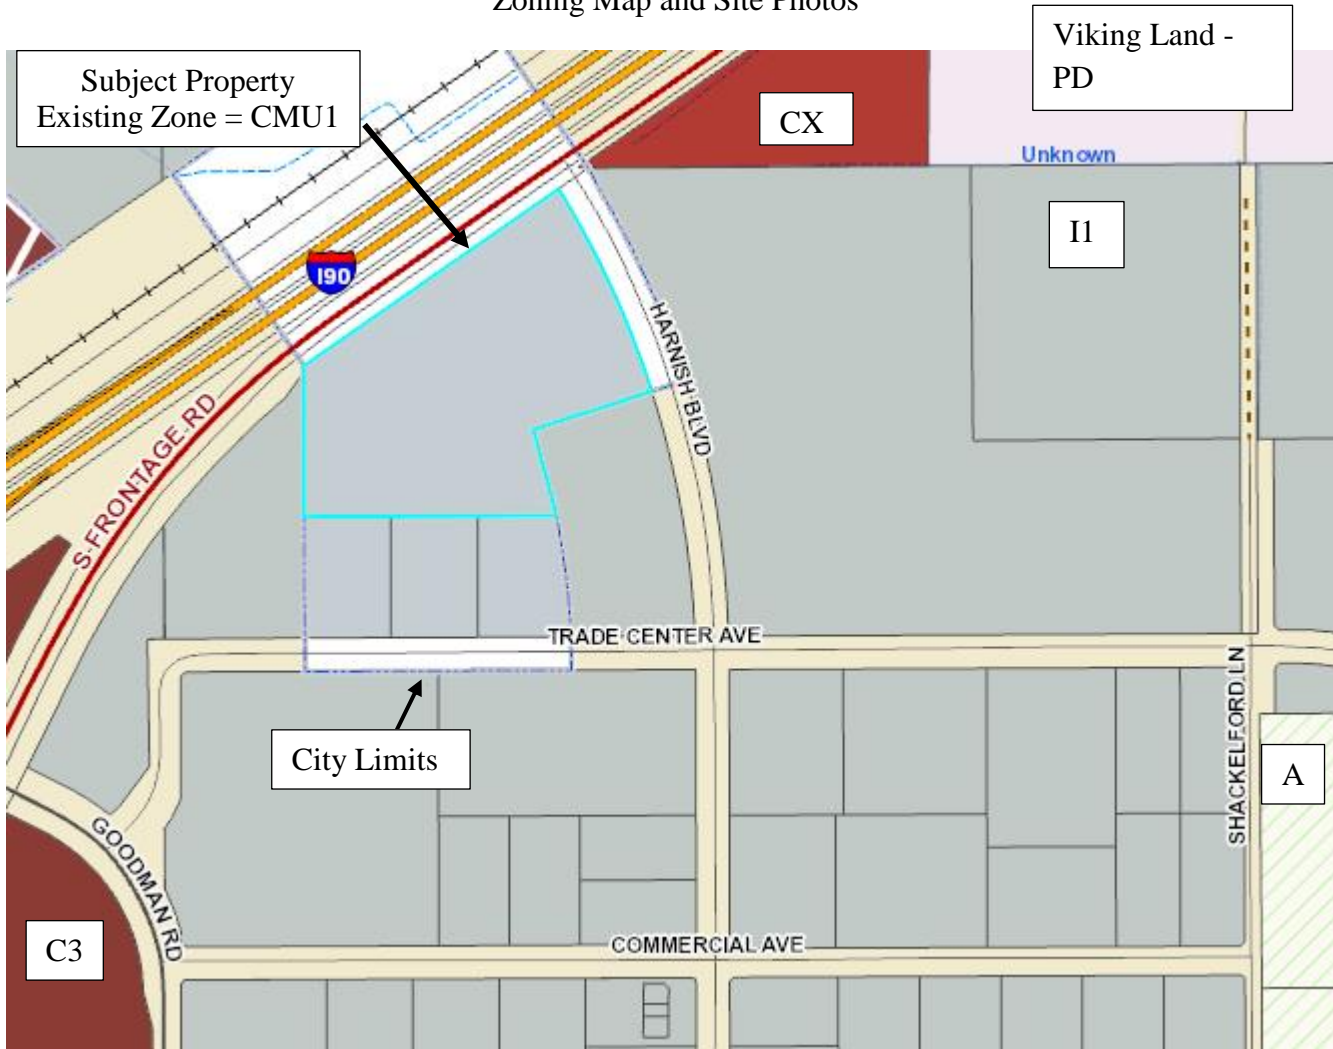 Zoning Map and Site Photos
Viking Land -
PD
Subject Property
Existing Zone = CMU1
CX
Unknown
I1
I90
HARNISH BLVD
S FRONTAGE RD
TRADE CENTER AVE
City Limits
SHACKELFORD LN
A
GOODMAN RD
C3
COMMERCIAL AVE